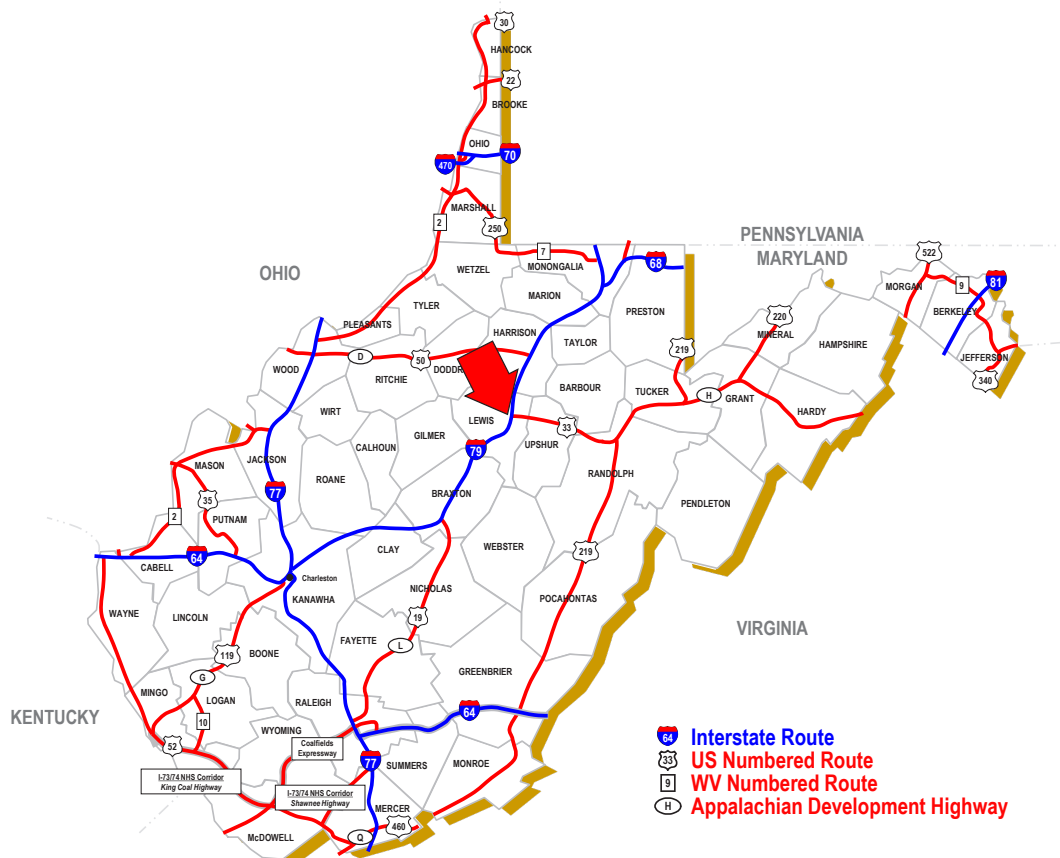 30
HANCOCK
22
BROOKE
OHIO
70
470
MARSHALL
2
250
PENNSYLVANIA
MARYLAND
522
7
WETZEL
MONONGALIA
68
OHIO
MORGAN
9
81
MARION
BERKELEY
TYLER
PRESTON
220
PLEASANTS
HARRISON
MINERAL
TAYLOR
HAMPSHIRE
219
D
50
JEFFERSON
WOOD
RITCHIE
DODDR
340
BARBOUR
TUCKER
H
GRANT
WIRT
HARDY
LEWIS
33
GILMER
UPSHUR
CALHOUN
79
JACKSON
MASON
RANDOLPH
ROANE
77
BRAXTON
35
PENDLETON
2
PUTNAM
WEBSTER
CLAY
219
64
CABELL
Charleston
NICHOLAS
KANAWHA
POCAHONTAS
WAYNE
LINCOLN
19
VIRGINIA
FAYETTE
119
BOONE
L
GREENBRIER
G
MINGO
LOGAN
RALEIGH
64
KENTUCKY
10
WYOMING
Coalfields
Expressway
52
77
SUMMERS
MONROE
I-73/74 NHS Corridor
King Coal Highway
I-73/74 NHS Corridor
Shawnee Highway
MERCER
460
Q
McDOWELL
64 Interstate Route
33 US Numbered Route
9 WV Numbered Route
H Appalachian Development Highway